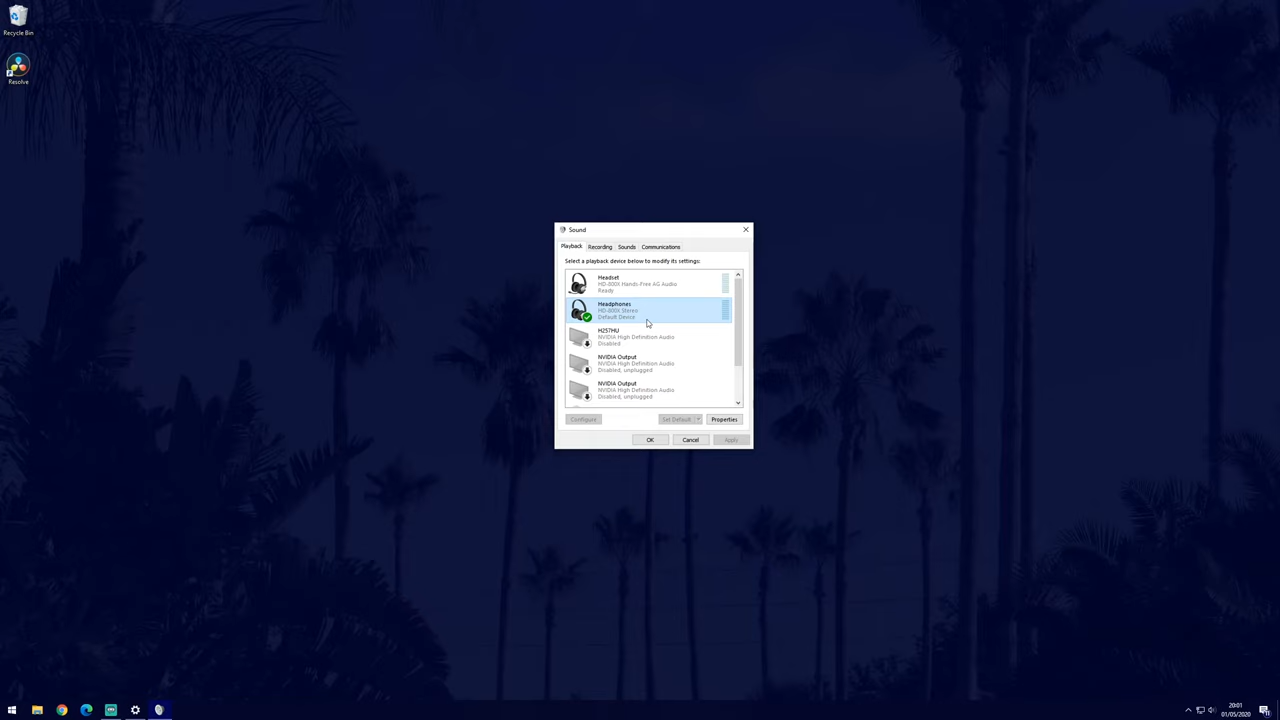 Recycle Bin
Resolve
Sound
Playback Recording Sounds Communications
Select a playback device below to modify its settings:
Headset
HD-800X Hands-Free AG Audio
Ready
Headphones
HD-800X Stereo
Default Device
H257HU
NVIDIA High Definition Audio
Disabled
NVIDIA Output
NVIDIA High Definition Audio
Disabled, unplugged
NVIDIA Output
NVIDIA High Definition Audio
Disabled, unplugged
Configure Set Default Properties
OK Cancel Apply
20:01
01/05/2020